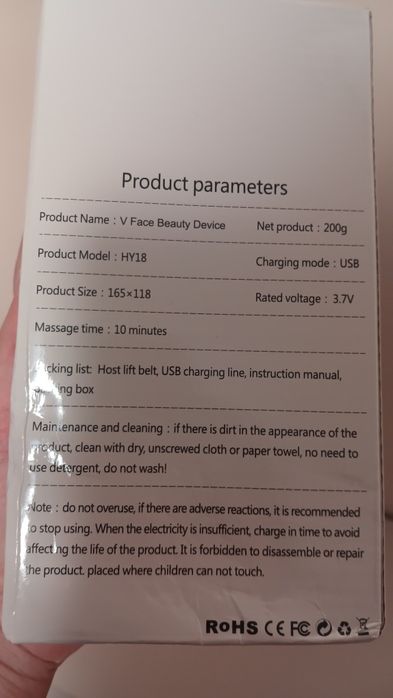 Product parameters
Product Name : V Face Beauty Device Net product : 200g
Product Model : HY18 Charging mode : USB
Product Size : 165×118 Rated voltage : 3.7V
Massage time : 10 minutes
list: Host lift belt, USB charging line, instruction manual,
box
Maintenance and cleaning : if there is dirt in the appearance of the
product, clean with dry, unscrewed cloth or paper towel, no need to
use detergent, do not wash!
Note : do not overuse, if there are adverse reactions, it is recommended
to stop using. When the electricity is insufficient, charge in time to avoid
affecting the life of the product. It is forbidden to disassemble or repair
the product. placed where children can not touch.
RoHS CE FC